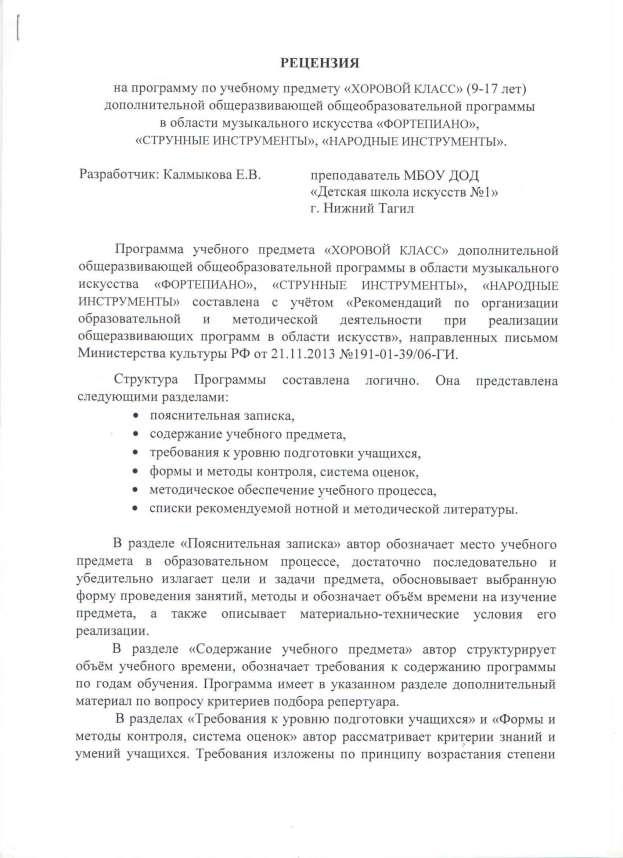 РЕЦЕНЗИЯ
на программу по учебному предмету «ХОРОВОЙ КЛАСС» (9-17 лет)
дополнительной общеразвивающей общеобразовательной программы
в области музыкального искусства «ФОРТЕПИАНО»,
«СТРУННЫЕ ИНСТРУМЕНТЫ», «НАРОДНЫЕ ИНСТРУМЕНТЫ».
Разработчик: Калмыкова Е.В. преподаватель МБОУ ДОД
«Детская школа искусств №1»
г. Нижний Тагил
Программа учебного предмета «ХОРОВОЙ КЛАСС» дополнительной
общеразвивающей общеобразовательной программы в области музыкального
искусства «ФОРТЕПИАНО», «СТРУННЫЕ ИНСТРУМЕНТЫ», «НАРОДНЫЕ
ИНСТРУМЕНТЫ» составлена с учётом «Рекомендаций по организации
образовательной и методической деятельности при реализации
общеразвивающих программ в области искусств», направленных письмом
Министерства культуры РФ от 21.11.2013 №191-01-39/06-ГИ.
Структура Программы составлена логично. Она представлена
следующими разделами:
• пояснительная записка,
• содержание учебного предмета,
• требования к уровню подготовки учащихся,
• формы и методы контроля, система оценок,
• методическое обеспечение учебного процесса,
• списки рекомендуемой нотной и методической литературы.
В разделе «Пояснительная записка» автор обозначает место учебного
предмета в образовательном процессе, достаточно последовательно и
убедительно излагает цели и задачи предмета, обосновывает выбранную
форму проведения занятий, методы и обозначает объём времени на изучение
предмета, а также описывает материально-технические условия его
реализации.
В разделе «Содержание учебного предмета» автор структурирует
объём учебного времени, обозначает требования к содержанию программы
по годам обучения. Программа имеет в указанном разделе дополнительный
материал по вопросу критериев подбора репертуара.
В разделах «Требования к уровню подготовки учащихся» и «Формы и
методы контроля, система оценок» автор рассматривает критерии знаний и
умений учащихся. Требования изложены по принципу возрастания степени